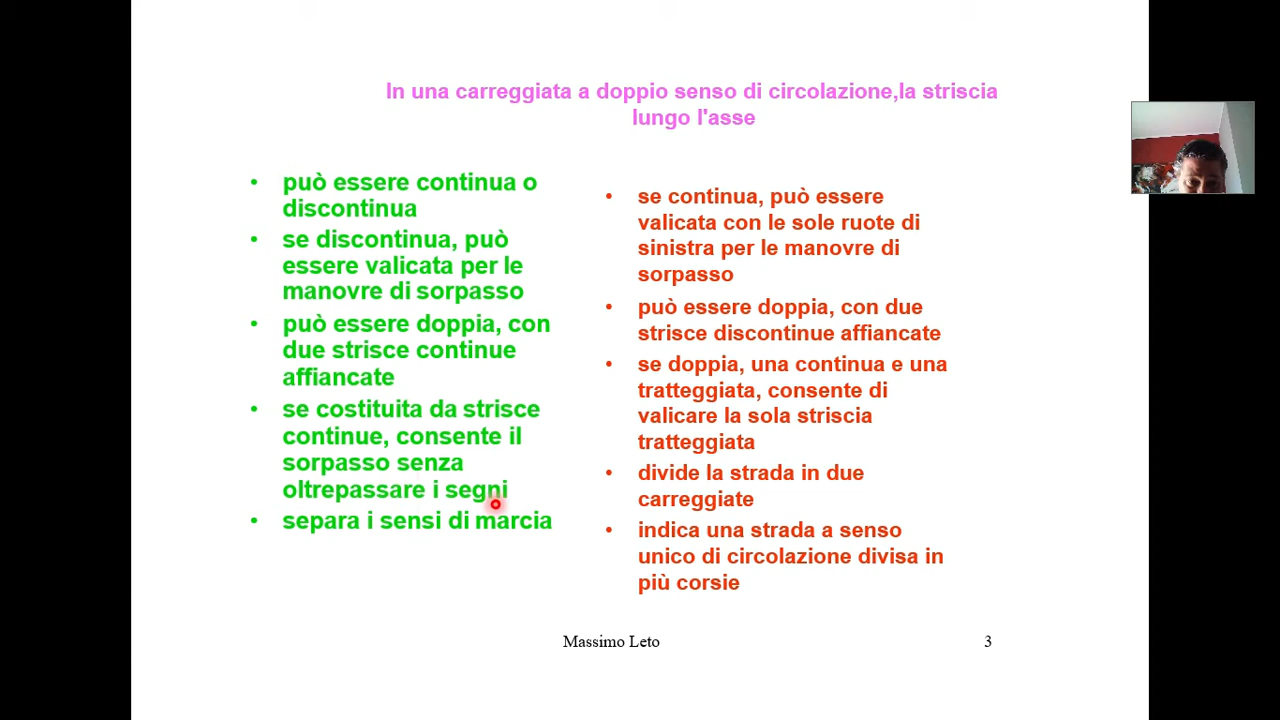 In una carreggiata a doppio senso di circolazione,la striscia
lungo l'asse
• può essere continua o
discontinua
• se discontinua, può
essere valicata per le
manovre di sorpasso
• può essere doppia, con
due strisce continue
affiancate
• se costituita da strisce
continue, consente il
sorpasso senza
oltrepassare i segni
• separa i sensi di marcia
• se continua, può essere
valicata con le sole ruote di
sinistra per le manovre di
sorpasso
• può essere doppia, con due
strisce discontinue affiancate
• se doppia, una continua e una
tratteggiata, consente di
valicare la sola striscia
tratteggiata
• divide la strada in due
carreggiate
• indica una strada a senso
unico di circolazione divisa in
più corsie
Massimo Leto
3